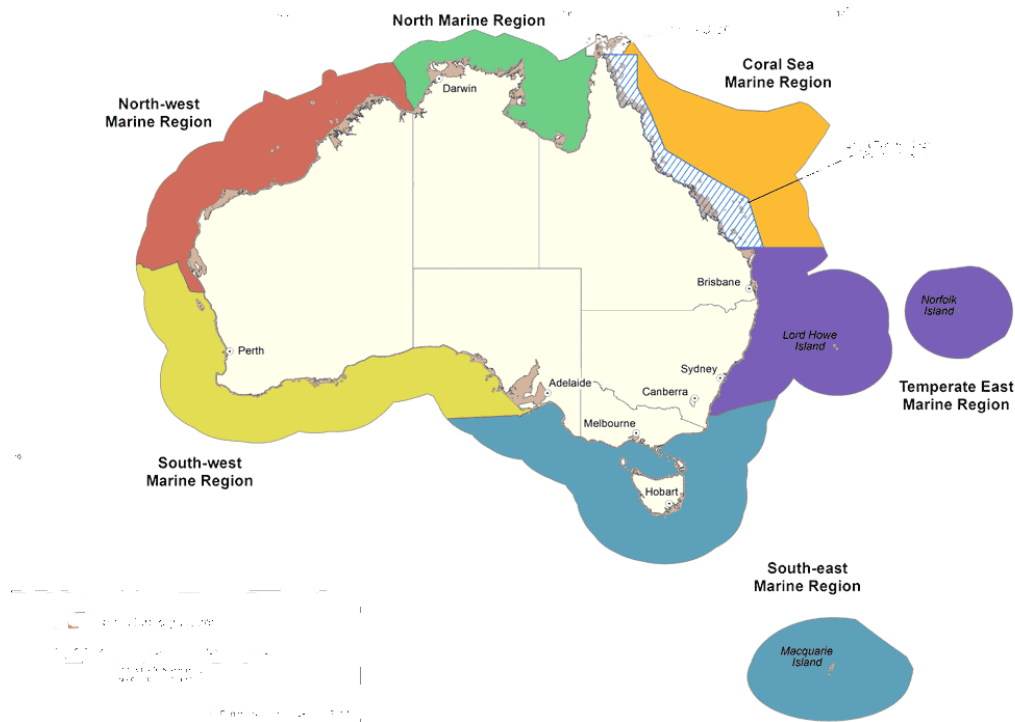 North Marine Region
Coral Sea
Marine Region
Darwin
North-west
Marine Region
Brisbane
Norfolk
Island
Lord Howe
Island
Perth
Sydney
Adelaide
Canberra
Temperate East
Marine Region
Melbourne
South-west
Marine Region
Hobart
South-east
Marine Region
Macquarie
Island